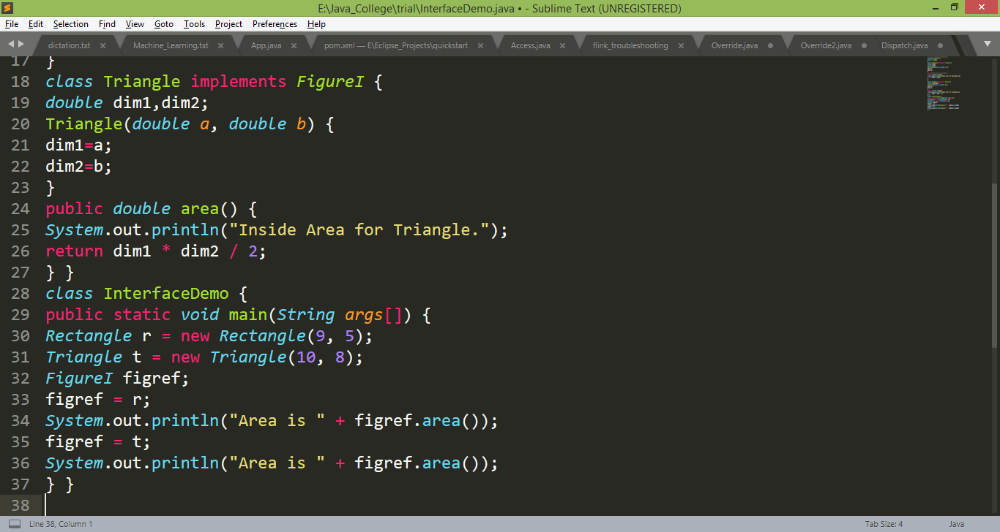 E:\Java_College\trial\InterfaceDemo.java • - Sublime Text (UNREGISTERED)
File Edit Selection Find View Goto Tools Project Preferences Help
dictation.txt Machine_Learning.txt App.java pom.xml — E\Eclipse_Projects\quickstart Access.java flink_troubleshooting Override.java Override2.java Dispatch.java
17 }
18 class Triangle implements FigureI {
19 double dim1,dim2;
20 Triangle(double a, double b) {
21 dim1=a;
22 dim2=b;
23 }
24 public double area() {
25 System.out.println("Inside Area for Triangle.");
26 return dim1 * dim2 / 2;
27 } }
28 class InterfaceDemo {
29 public static void main(String args[]) {
30 Rectangle r = new Rectangle(9, 5);
31 Triangle t = new Triangle(10, 8);
32 FigureI figref;
33 figref = r;
34 System.out.println("Area is " + figref.area());
35 figref = t;
36 System.out.println("Area is " + figref.area());
37 } }
38
Line 38, Column 1 Tab Size: 4 Java